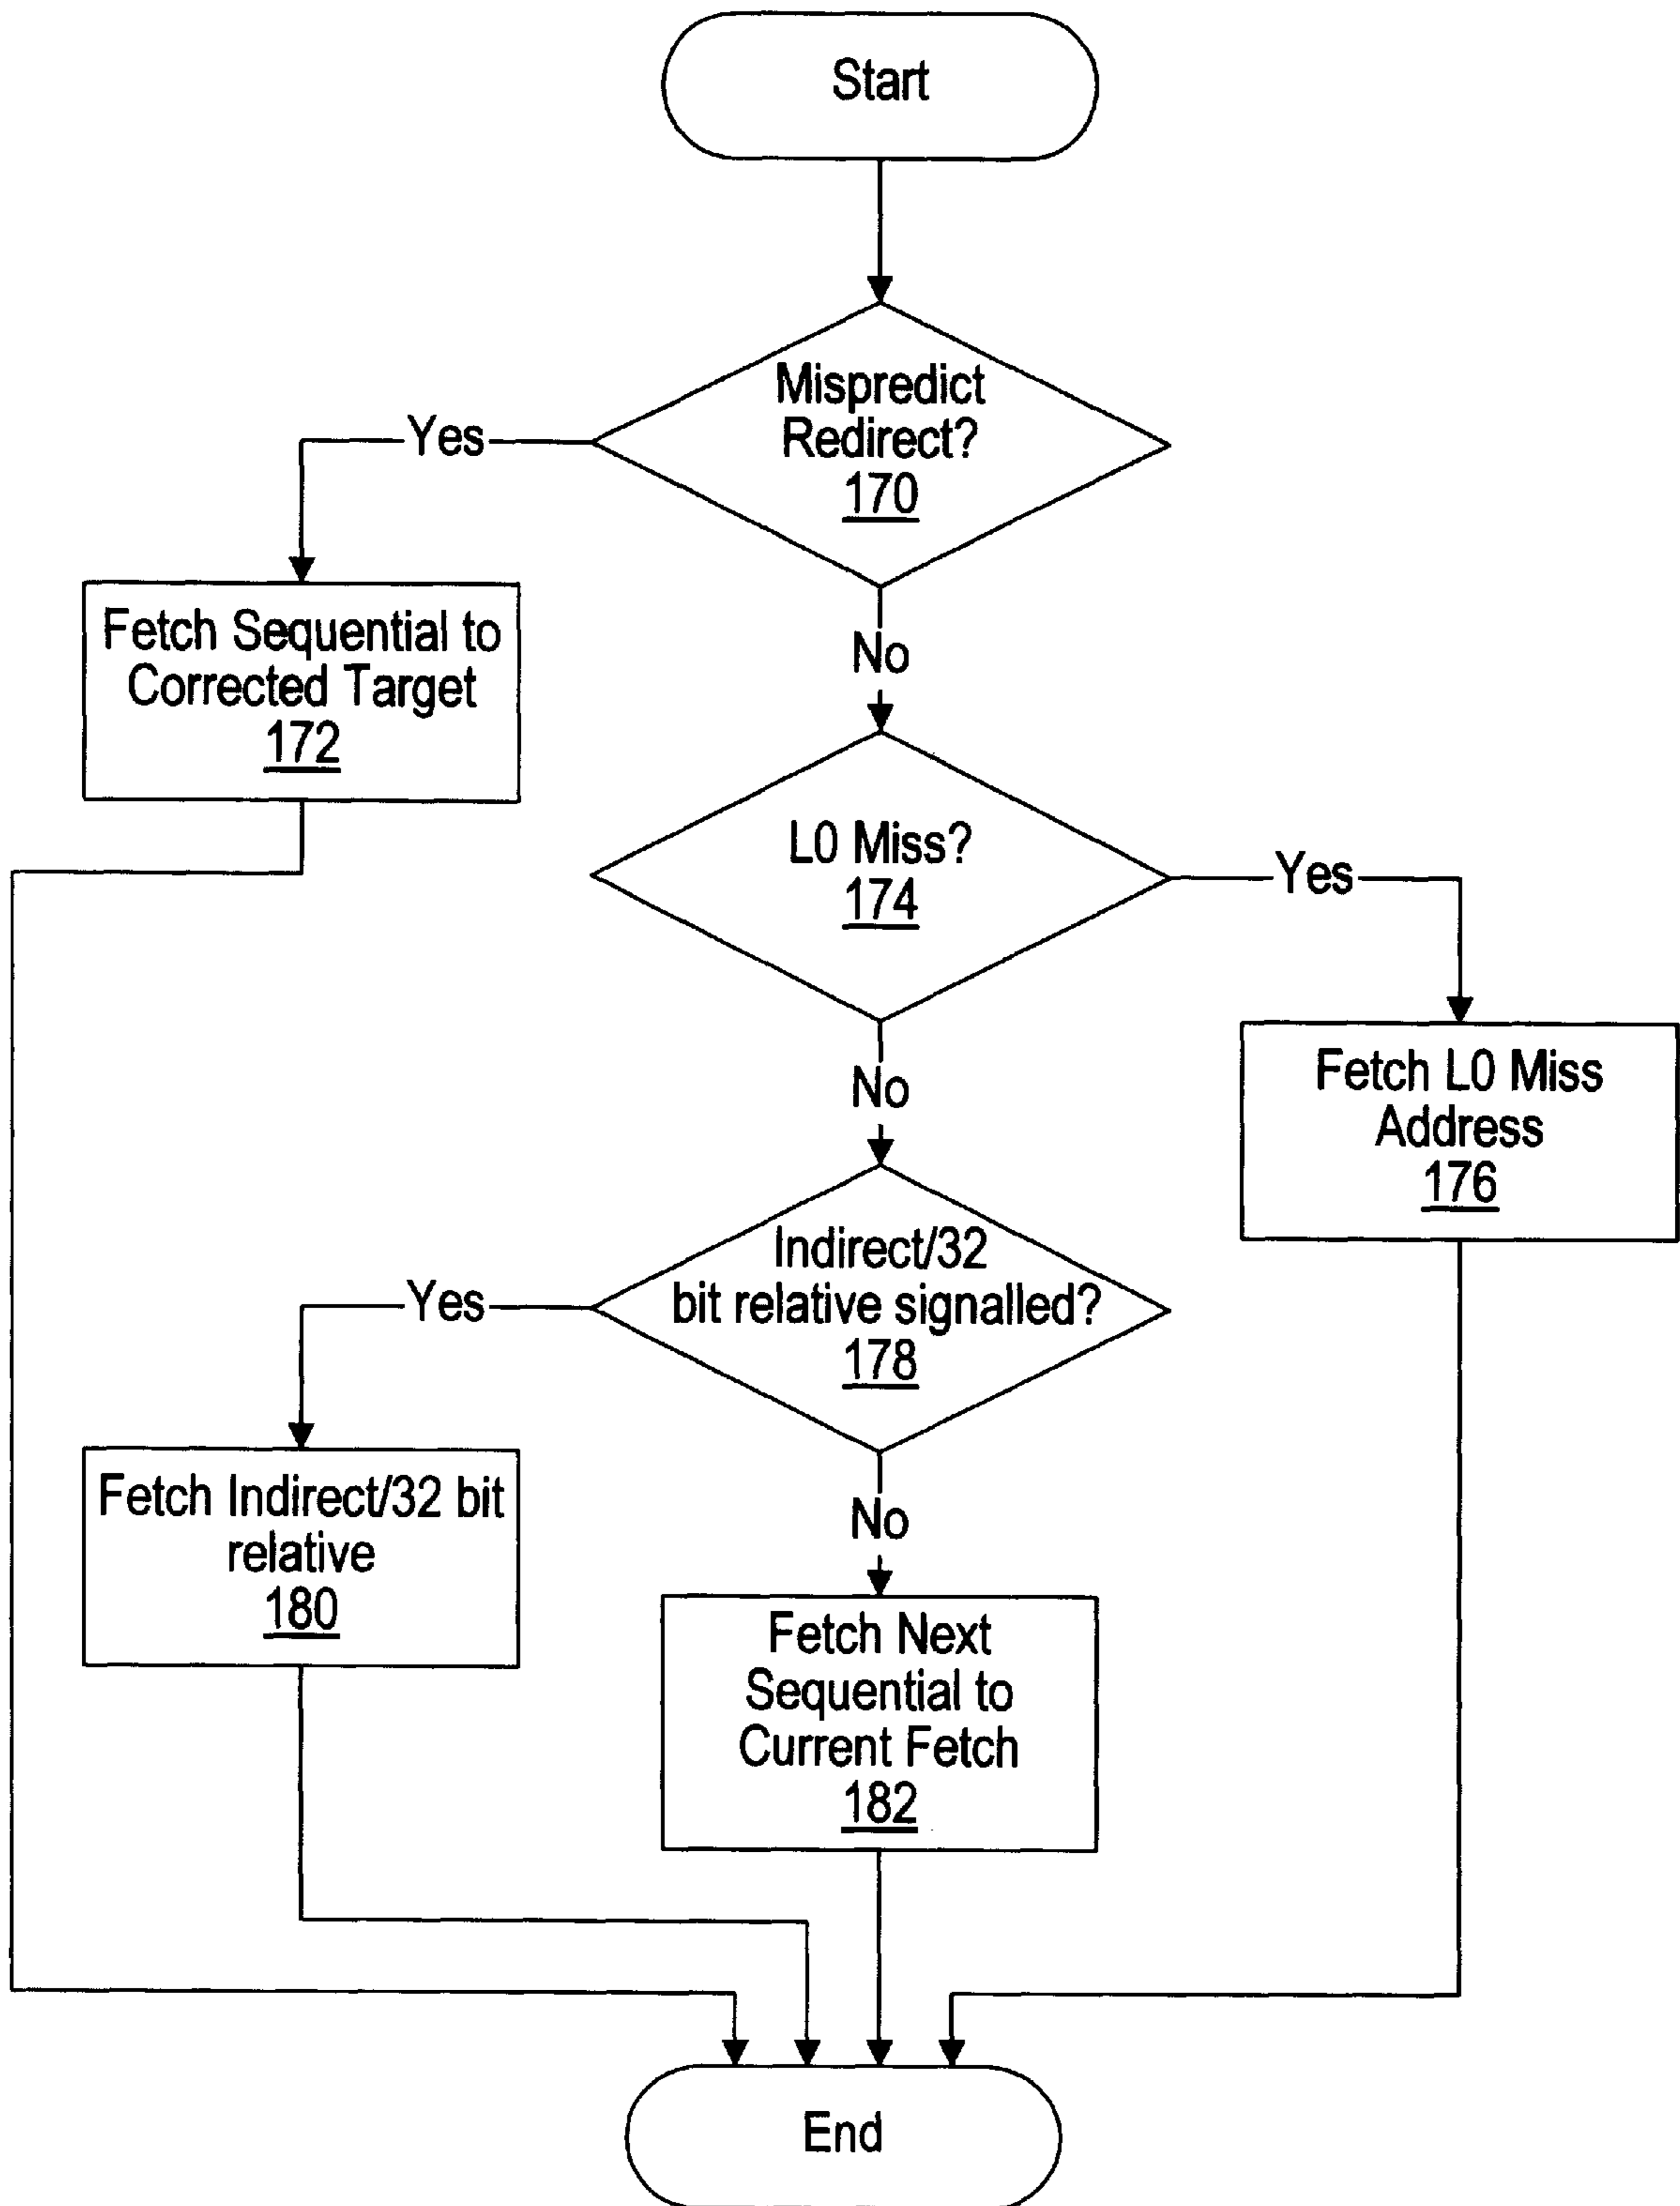 Start
Mispredict
Redirect?
170
Yes
No
Fetch Sequential to
Corrected Target
172
L0 Miss?
174
Yes
No
Fetch L0 Miss
Address
176
Indirect/32
bit relative signalled?
178
Yes
No
Fetch Indirect/32 bit
relative
180
Fetch Next
Sequential to
Current Fetch
182
End